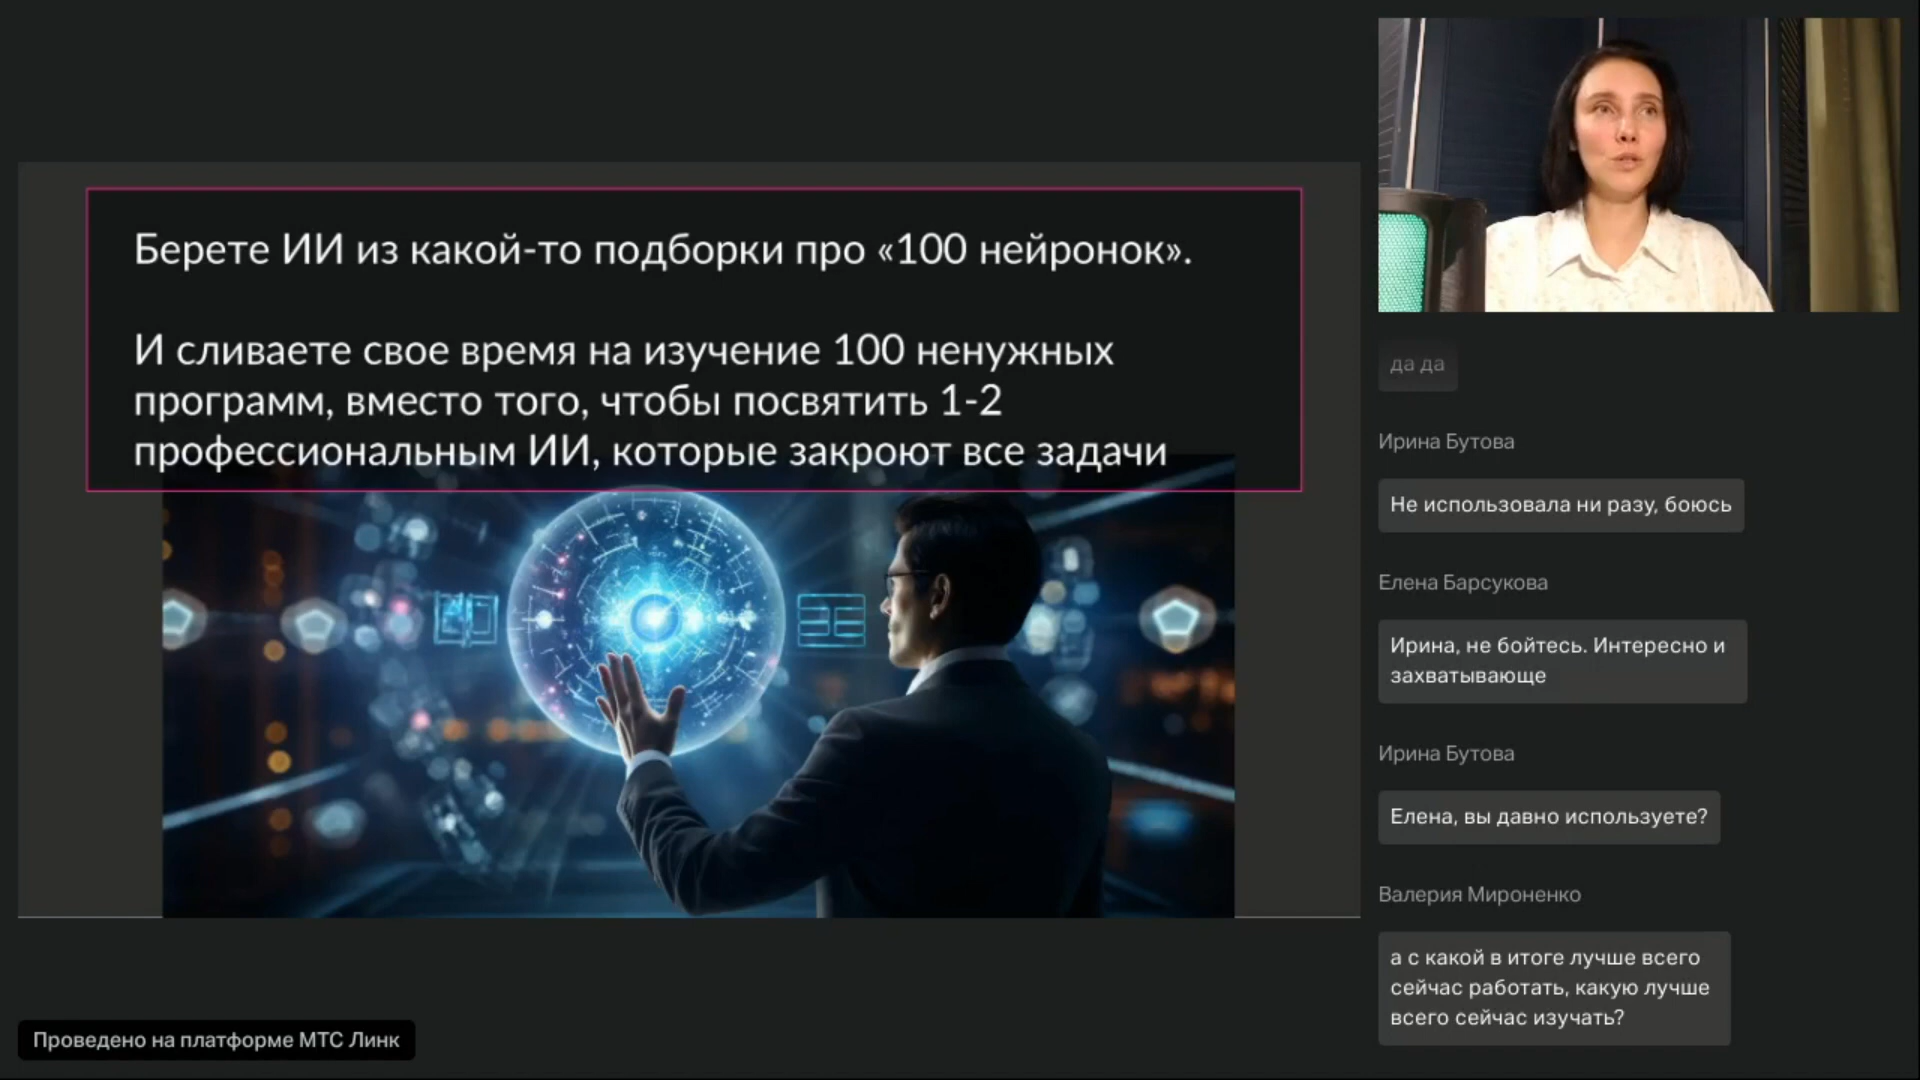 Берете ИИ из какой-то подборки про «100 нейронок».
И сливаете свое время на изучение 100 ненужных
программ, вместо того, чтобы посвятить 1-2
профессиональным ИИ, которые закроют все задачи
да да
Ирина Бутова
Не использовала ни разу, боюсь
Елена Барсукова
Ирина, не бойтесь. Интересно и
захватывающе
Ирина Бутова
Елена, вы давно используете?
Валерия Мироненко
а с какой в итоге лучше всего
сейчас работать, какую лучше
всего сейчас изучать?
Проведено на платформе МТС Линк